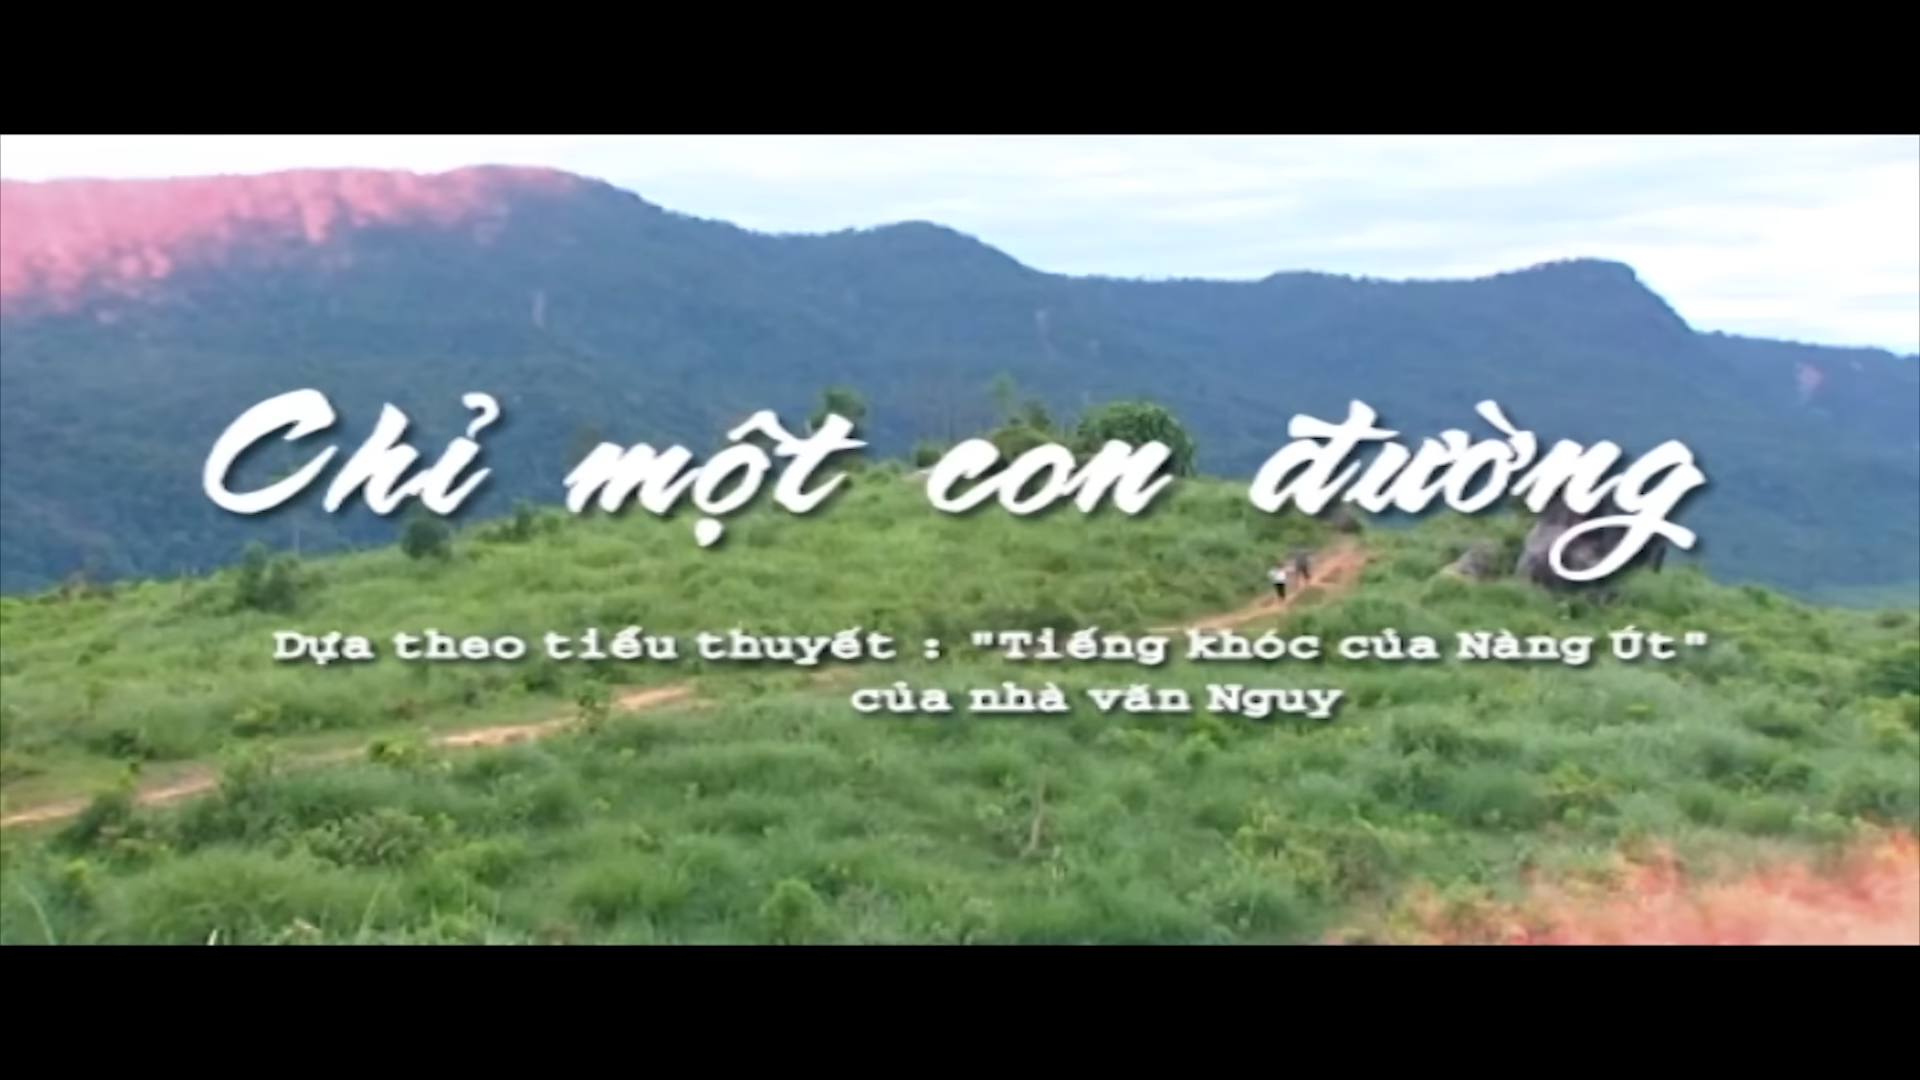 Chỉ một con đường
Dựa theo tiểu thuyết : "Tiếng khóc của Nàng Út"
của nhà văn Nguy